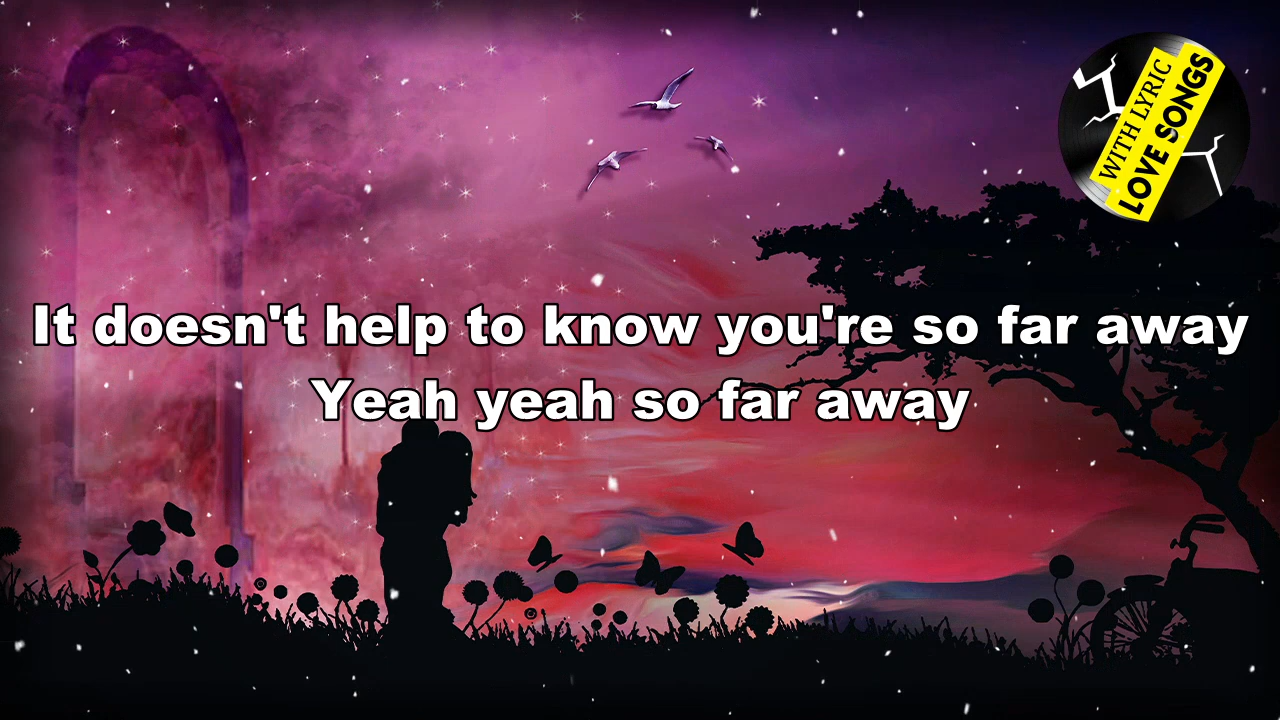 WITH LYRIC
LOVE SONGS
It doesn't help to know you're so far away
Yeah yeah so far away